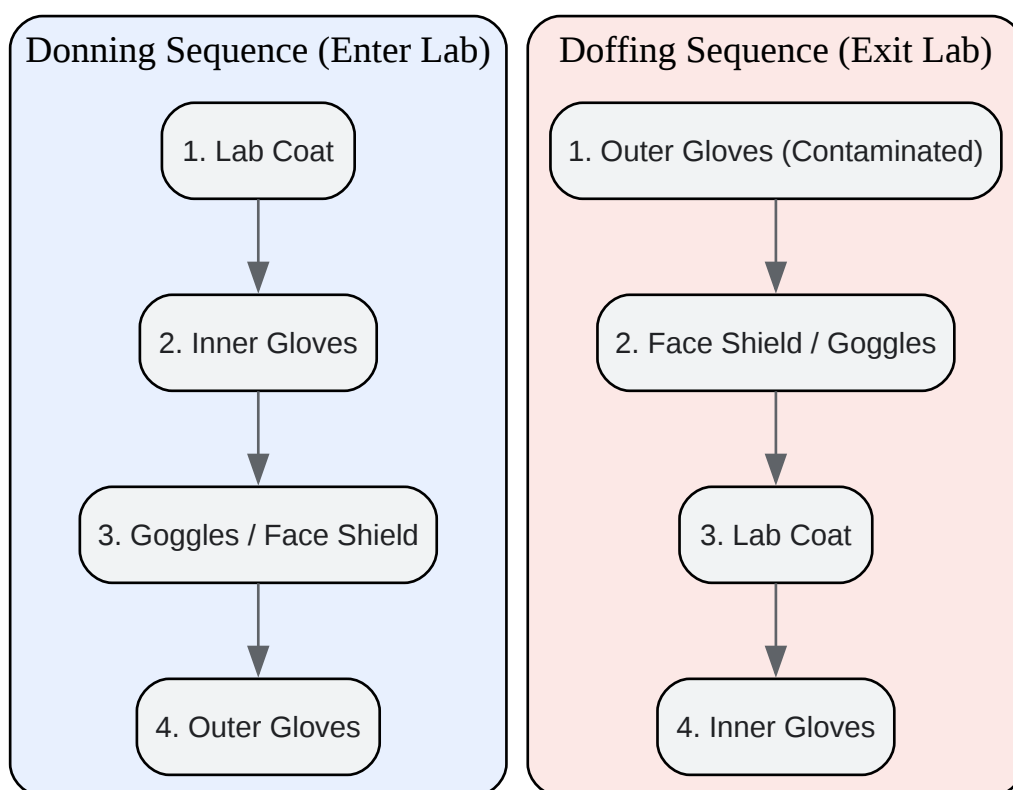 Donning Sequence (Enter Lab)
1. Lab Coat
2. Inner Gloves
3. Goggles / Face Shield
4. Outer Gloves
Doffing Sequence (Exit Lab)
1. Outer Gloves (Contaminated)
2. Face Shield / Goggles
3. Lab Coat
4. Inner Gloves